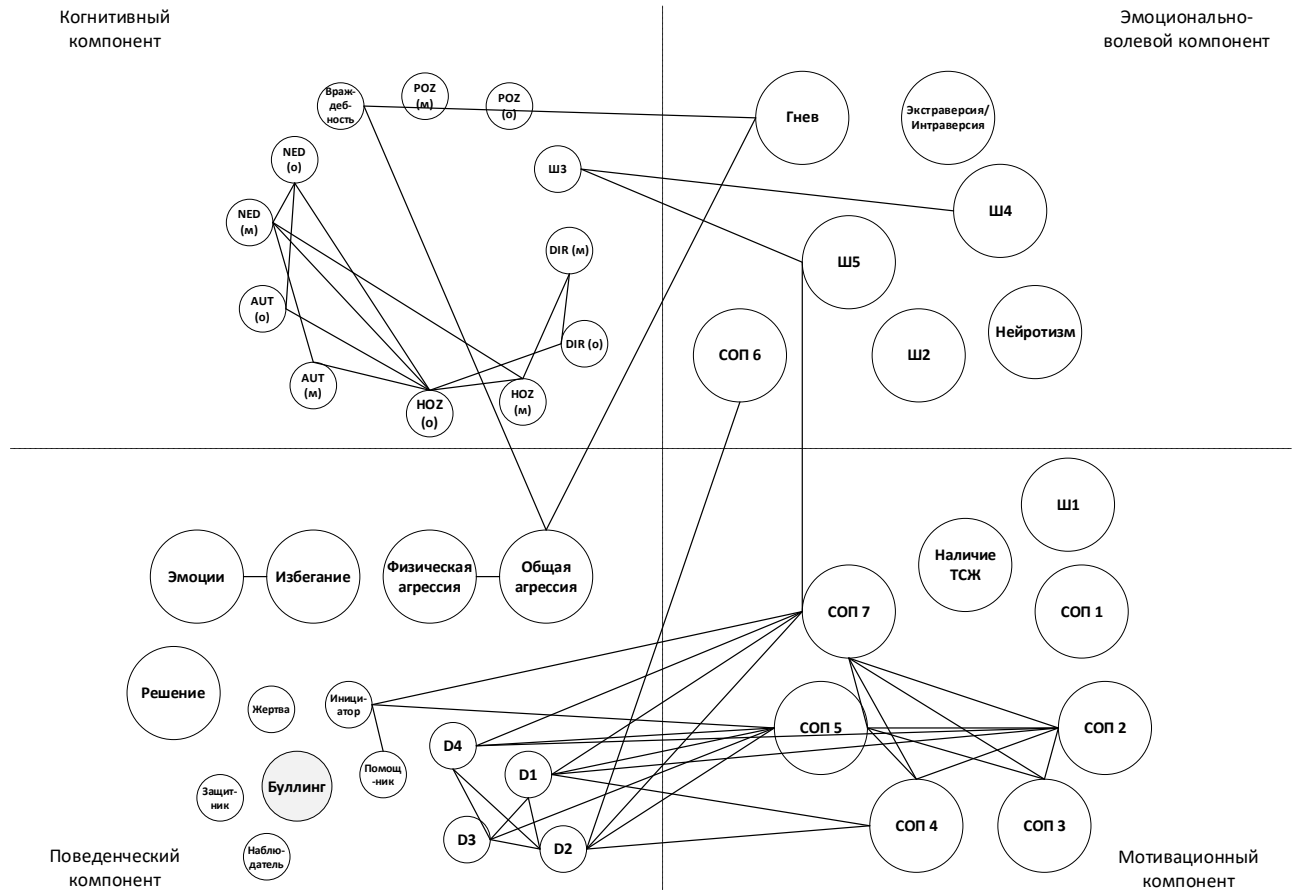 Когнитивный
компонент
Эмоционально-
волевой компонент
Враж-
деб-
ность
POZ
(м)
POZ
(о)
NED
(о)
NED
(м)
AUT
(о)
AUT
(м)
HOZ
(о)
HOZ
(м)
DIR (о)
DIR (м)
Ш3
Гнев
Экстраверсия/
Интраверсия
Ш4
Ш5
СОП 6
Ш2
Нейротизм
Эмоции
Избегание
Физическая
агрессия
Общая
агрессия
Решение
Жертва
Иници-
атор
Помощ
-ник
Буллинг
Защит-
ник
Наблю-
датель
D4
D1
D3
D2
Ш1
Наличие
ТСЖ
СОП 7
СОП 1
СОП 5
СОП 2
СОП 4
СОП 3
Поведенческий
компонент
Мотивационный
компонент